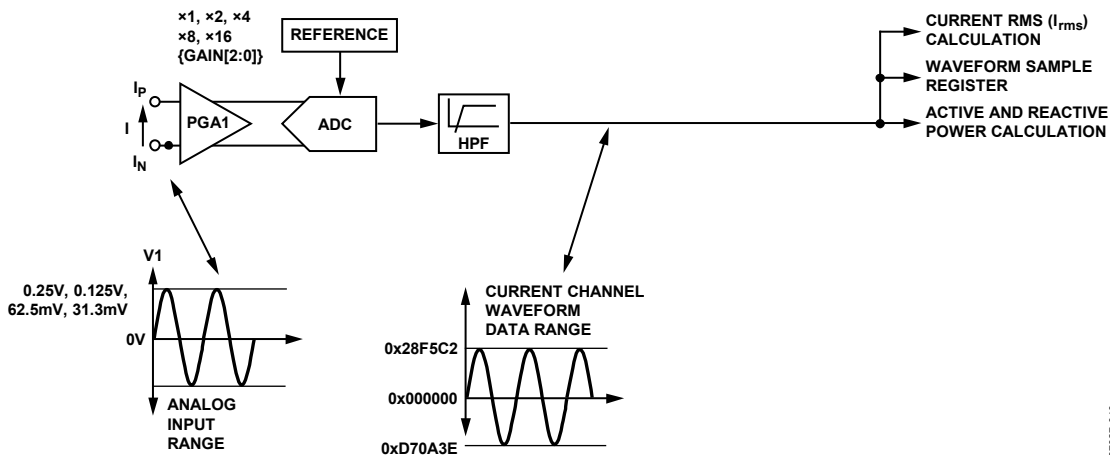 ×1, ×2, ×4
×8, ×16
{GAIN[2:0]}
REFERENCE
CURRENT RMS (Irms)
CALCULATION
WAVEFORM SAMPLE
REGISTER
ACTIVE AND REACTIVE
POWER CALCULATION
IP
I
IN
PGA1
ADC
HPF
V1
0.25V, 0.125V,
62.5mV, 31.3mV
0V
ANALOG
INPUT
RANGE
CURRENT CHANNEL
WAVEFORM
DATA RANGE
0x28F5C2
0x000000
0xD70A3E